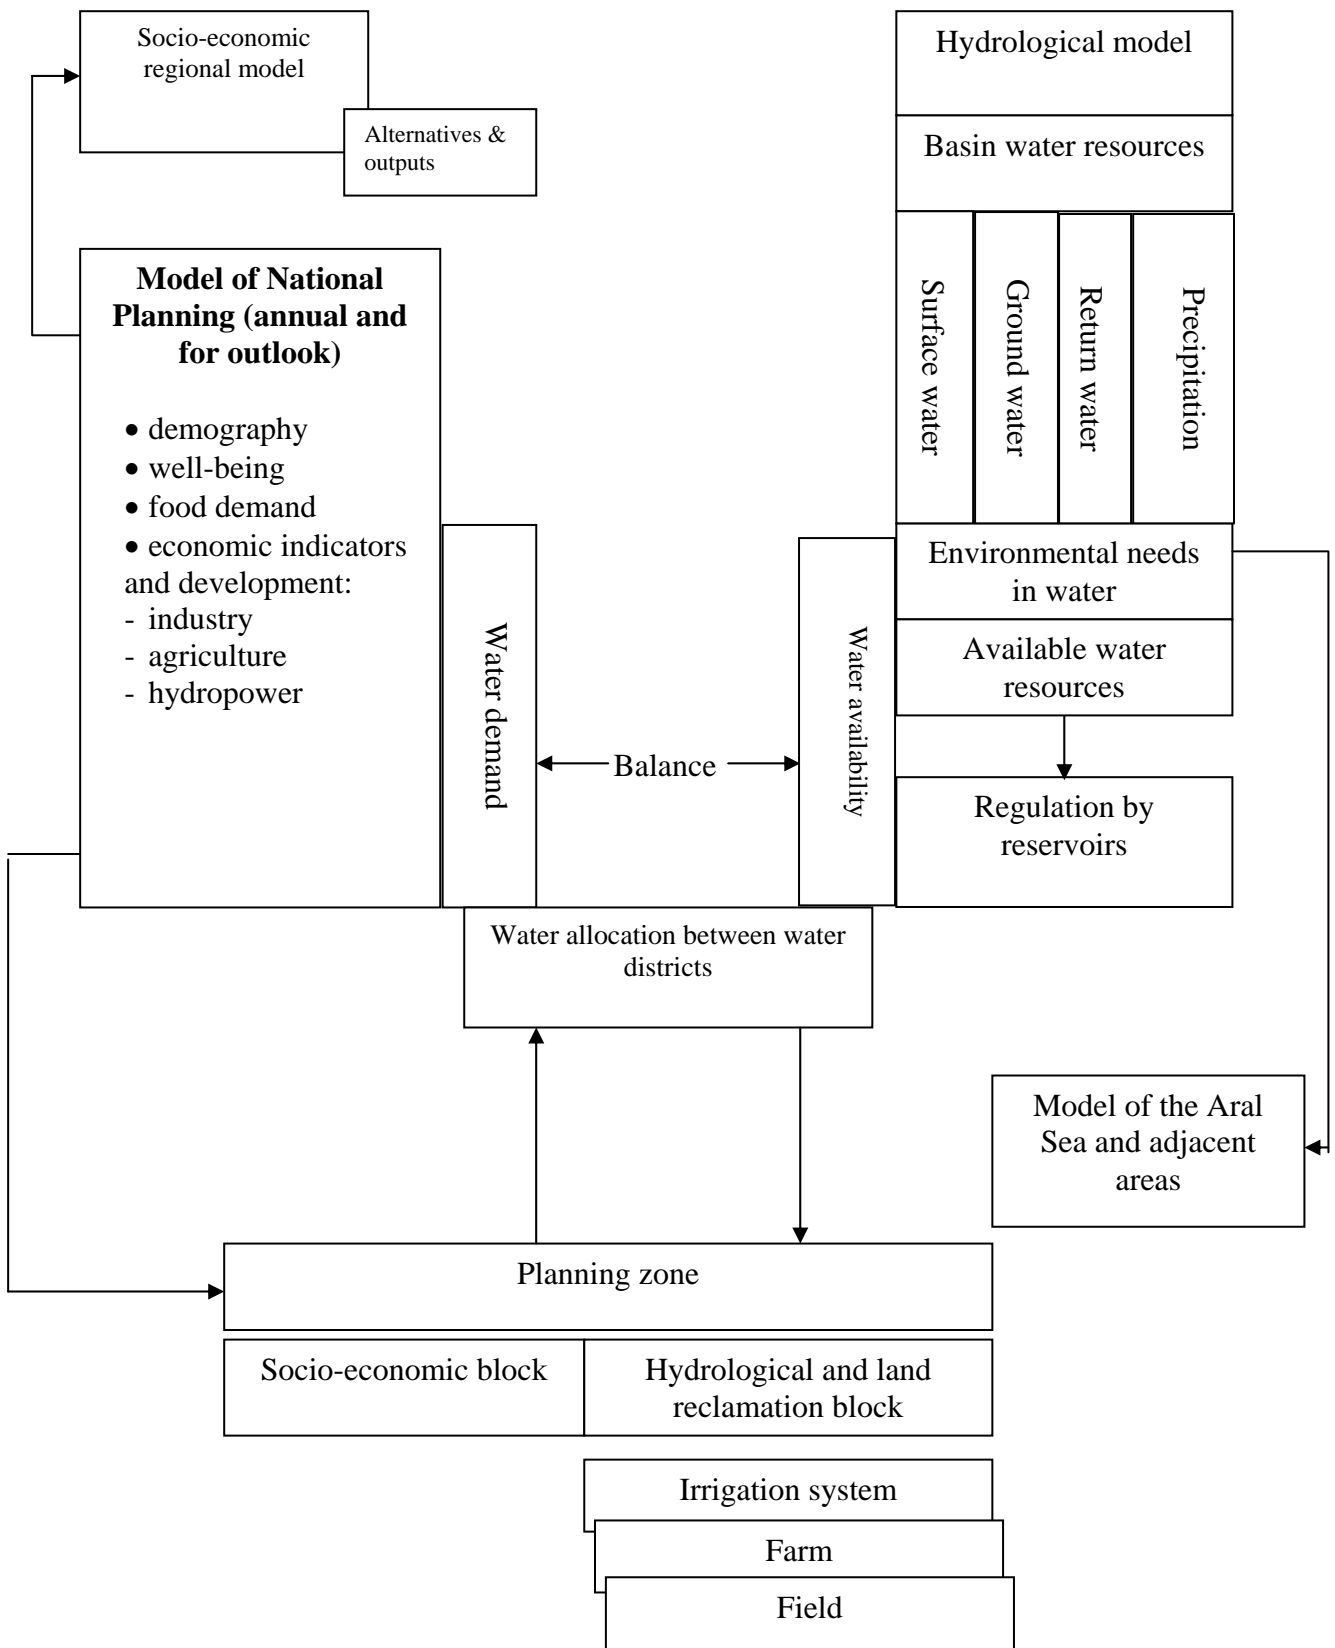 Socio-economic
regional model
Alternatives &
outputs
Hydrological model
Basin water resources
Surface water
Ground water
Return water
Precipitation
Model of National
Planning (annual and
for outlook)
• demography
• well-being
• food demand
• economic indicators
and development:
- industry
- agriculture
- hydropower
Water demand
Balance
Water availability
Environmental needs
in water
Available water
resources
Regulation by
reservoirs
Water allocation between water
districts
Model of the Aral
Sea and adjacent
areas
Planning zone
Socio-economic block
Hydrological and land
reclamation block
Irrigation system
Farm
Field